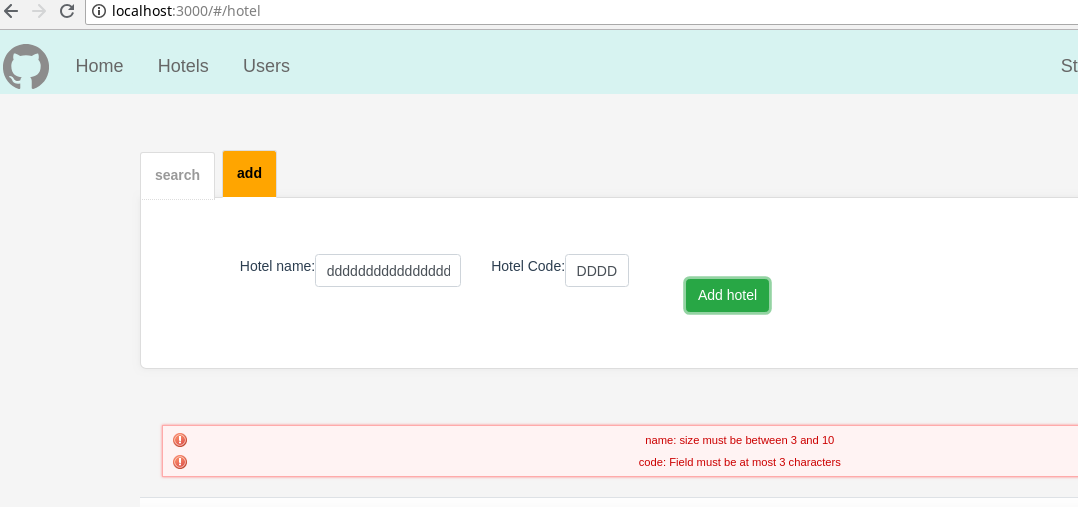 localhost:3000/#/hotel
Home Hotels Users St
search add
Hotel name: dddddddddddddddd Hotel Code: DDDD
Add hotel
name: size must be between 3 and 10
code: Field must be at most 3 characters